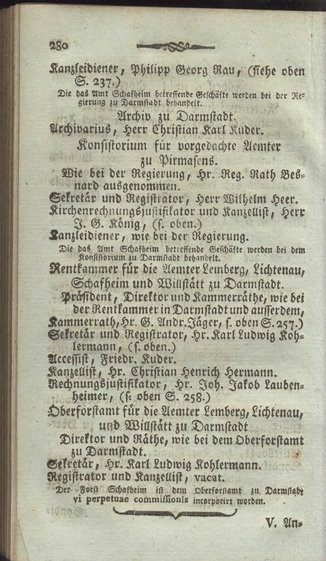 280
Kanzleidiener, Philipp Georg Rau, (siehe oben
S. 237.)
Die das Amt Schafheim betreffende Geschäfte werden bei der Re-
gierung zu Darmstadt behandelt.
Archiv zu Darmstadt.
Archivarius, Herr Christian Karl Kuder.
Konsistorium für vorgedachte Aemter
zu Pirmasens.
Wie bei der Regierung, Hr. Reg. Rath Bes-
nard ausgenommen.
Sekretär und Registrator, Herr Wilhelm Heer.
Kirchenrechnungsjustifikator und Kanzellist, Herr
J. G. König, (s. oben.)
Kanzleidiener, wie bei der Regierung.
Die das Amt Schafheim betreffende Geschäfte werden bei dem
Konsistorium zu Darmstadt behandelt.
Rentkammer für die Aemter Lemberg, Lichtenau,
Schafheim und Willstätt zu Darmstadt.
Präsident, Direktor und Kammerräthe, wie bei
der Rentkammer in Darmstadt und ausserdem,
Kammerrath, Hr. G. Andr. Jäger, (s. oben S. 257.)
Sekretär und Registrator, Hr. Karl Ludwig Koh-
lermann, (s. oben.)
Accessist, Friedr. Kuder.
Kanzellist, Hr. Christian Henrich Hermann.
Rechnungsjustifikator, Hr. Joh. Jakob Lauben-
heimer, (s. oben S. 258.)
Oberforstamt für die Aemter Lemberg, Lichtenau,
und Willstätt zu Darmstadt.
Direktor und Räthe, wie bei dem Oberforstamt
zu Darmstadt.
Sekretär, Hr. Karl Ludwig Kohlermann.
Registrator und Kanzellist, vacat.
Der Forst Schafheim ist dem Oberforstamt zu Darmstadt
vi perpetuae commissionis incorporirt worden.
V. An-